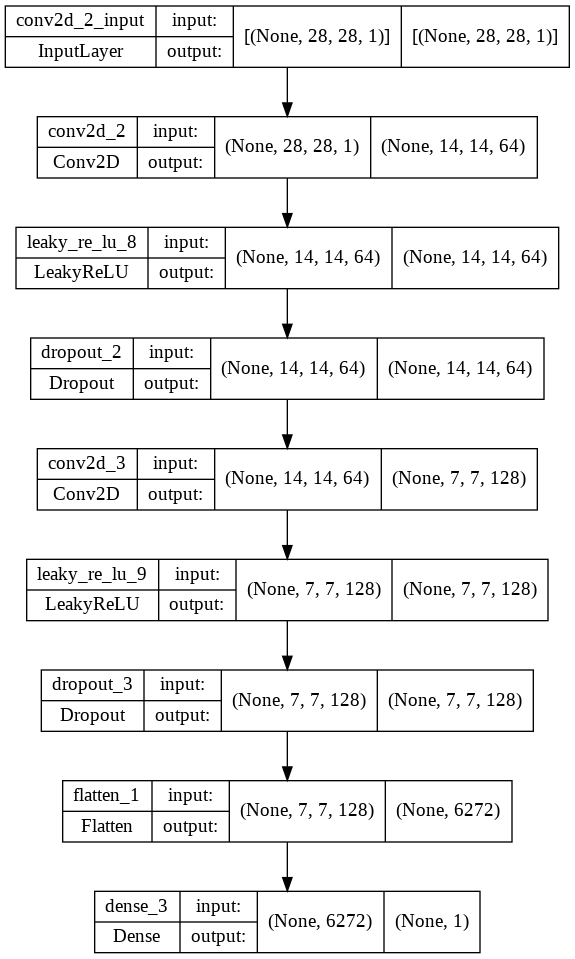 conv2d_2_input input: [(None, 28, 28, 1)] [(None, 28, 28, 1)]
InputLayer output:
conv2d_2 input: (None, 28, 28, 1) (None, 14, 14, 64)
Conv2D output:
leaky_re_lu_8 input: (None, 14, 14, 64) (None, 14, 14, 64)
LeakyReLU output:
dropout_2 input: (None, 14, 14, 64) (None, 14, 14, 64)
Dropout output:
conv2d_3 input: (None, 14, 14, 64) (None, 7, 7, 128)
Conv2D output:
leaky_re_lu_9 input: (None, 7, 7, 128) (None, 7, 7, 128)
LeakyReLU output:
dropout_3 input: (None, 7, 7, 128) (None, 7, 7, 128)
Dropout output:
flatten_1 input: (None, 7, 7, 128) (None, 6272)
Flatten output:
dense_3 input: (None, 6272) (None, 1)
Dense output: